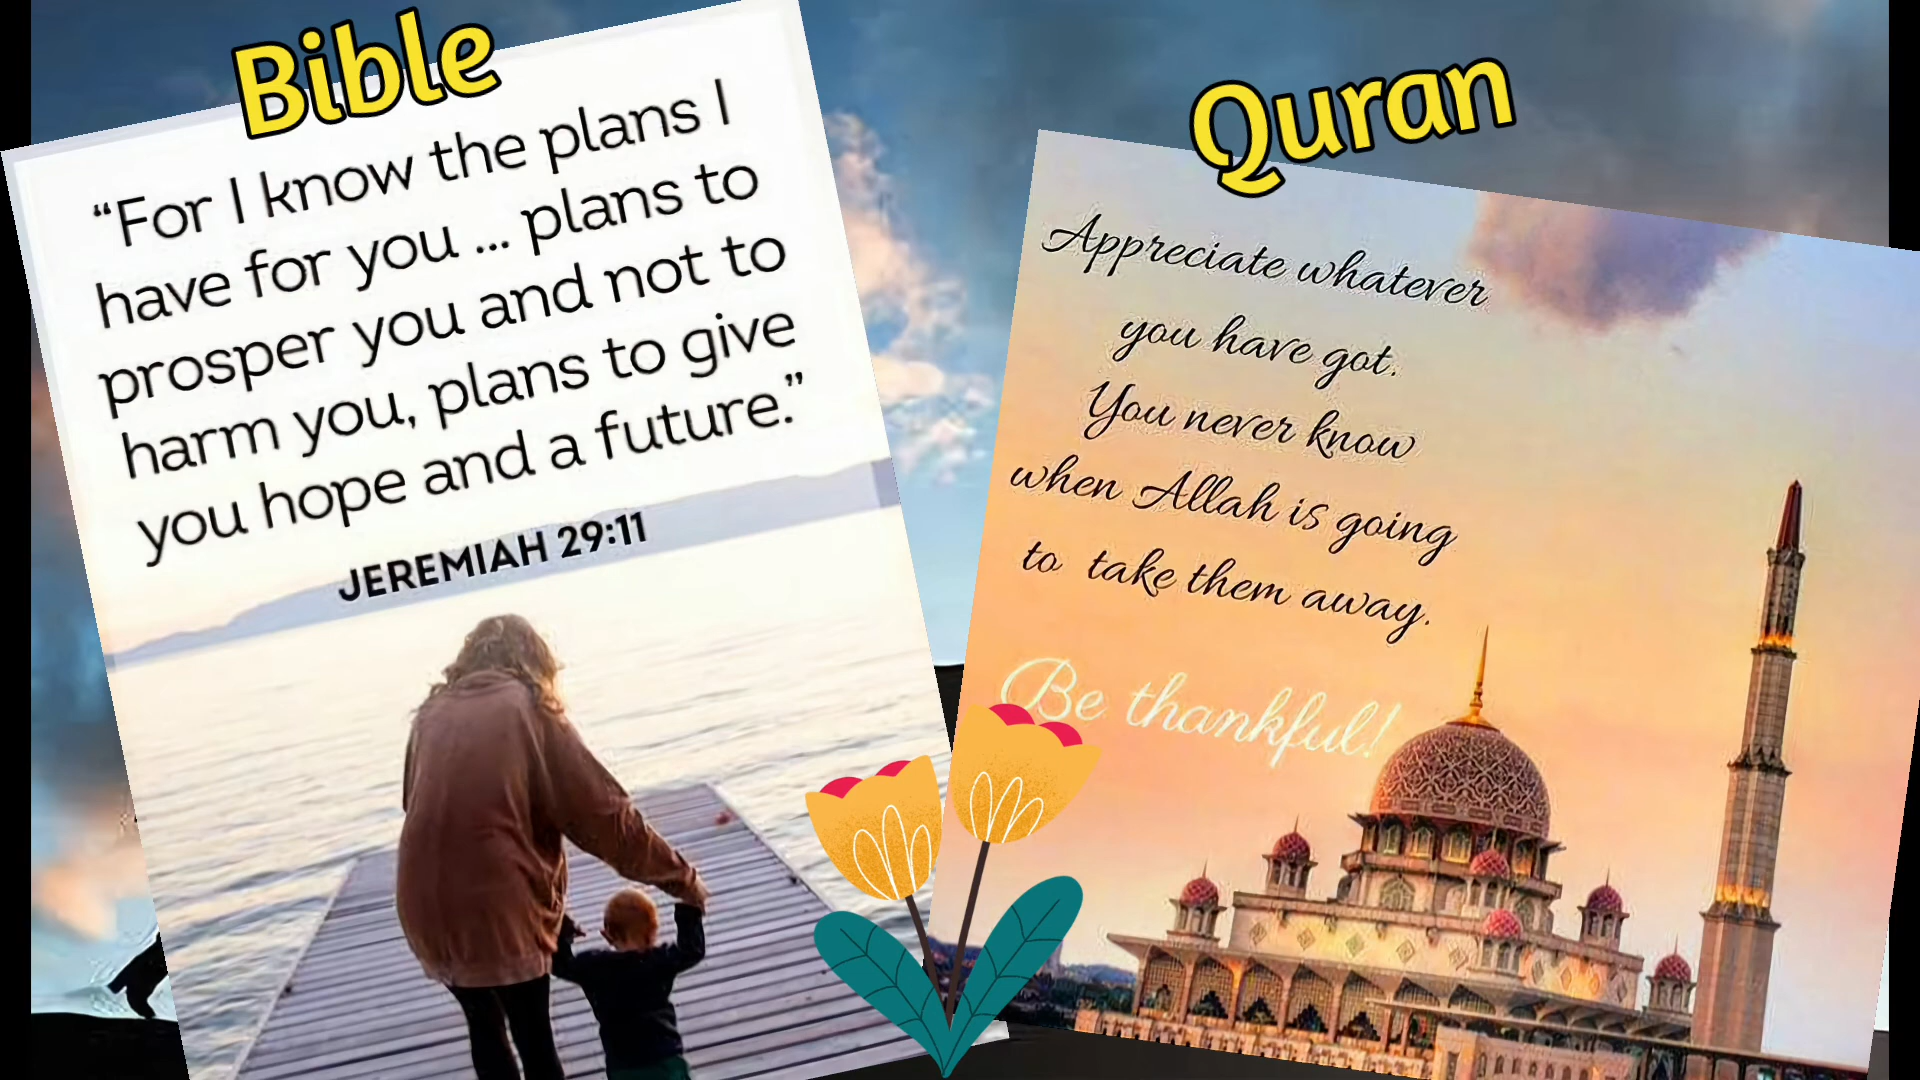 Bible
“For I know the plans I
have for you ... plans to
prosper you and not to
harm you, plans to give
you hope and a future.”
JEREMIAH 29:11
Quran
Appreciate whatever
you have got.
You never know
when Allah is going
to take them away.
Be thankful!